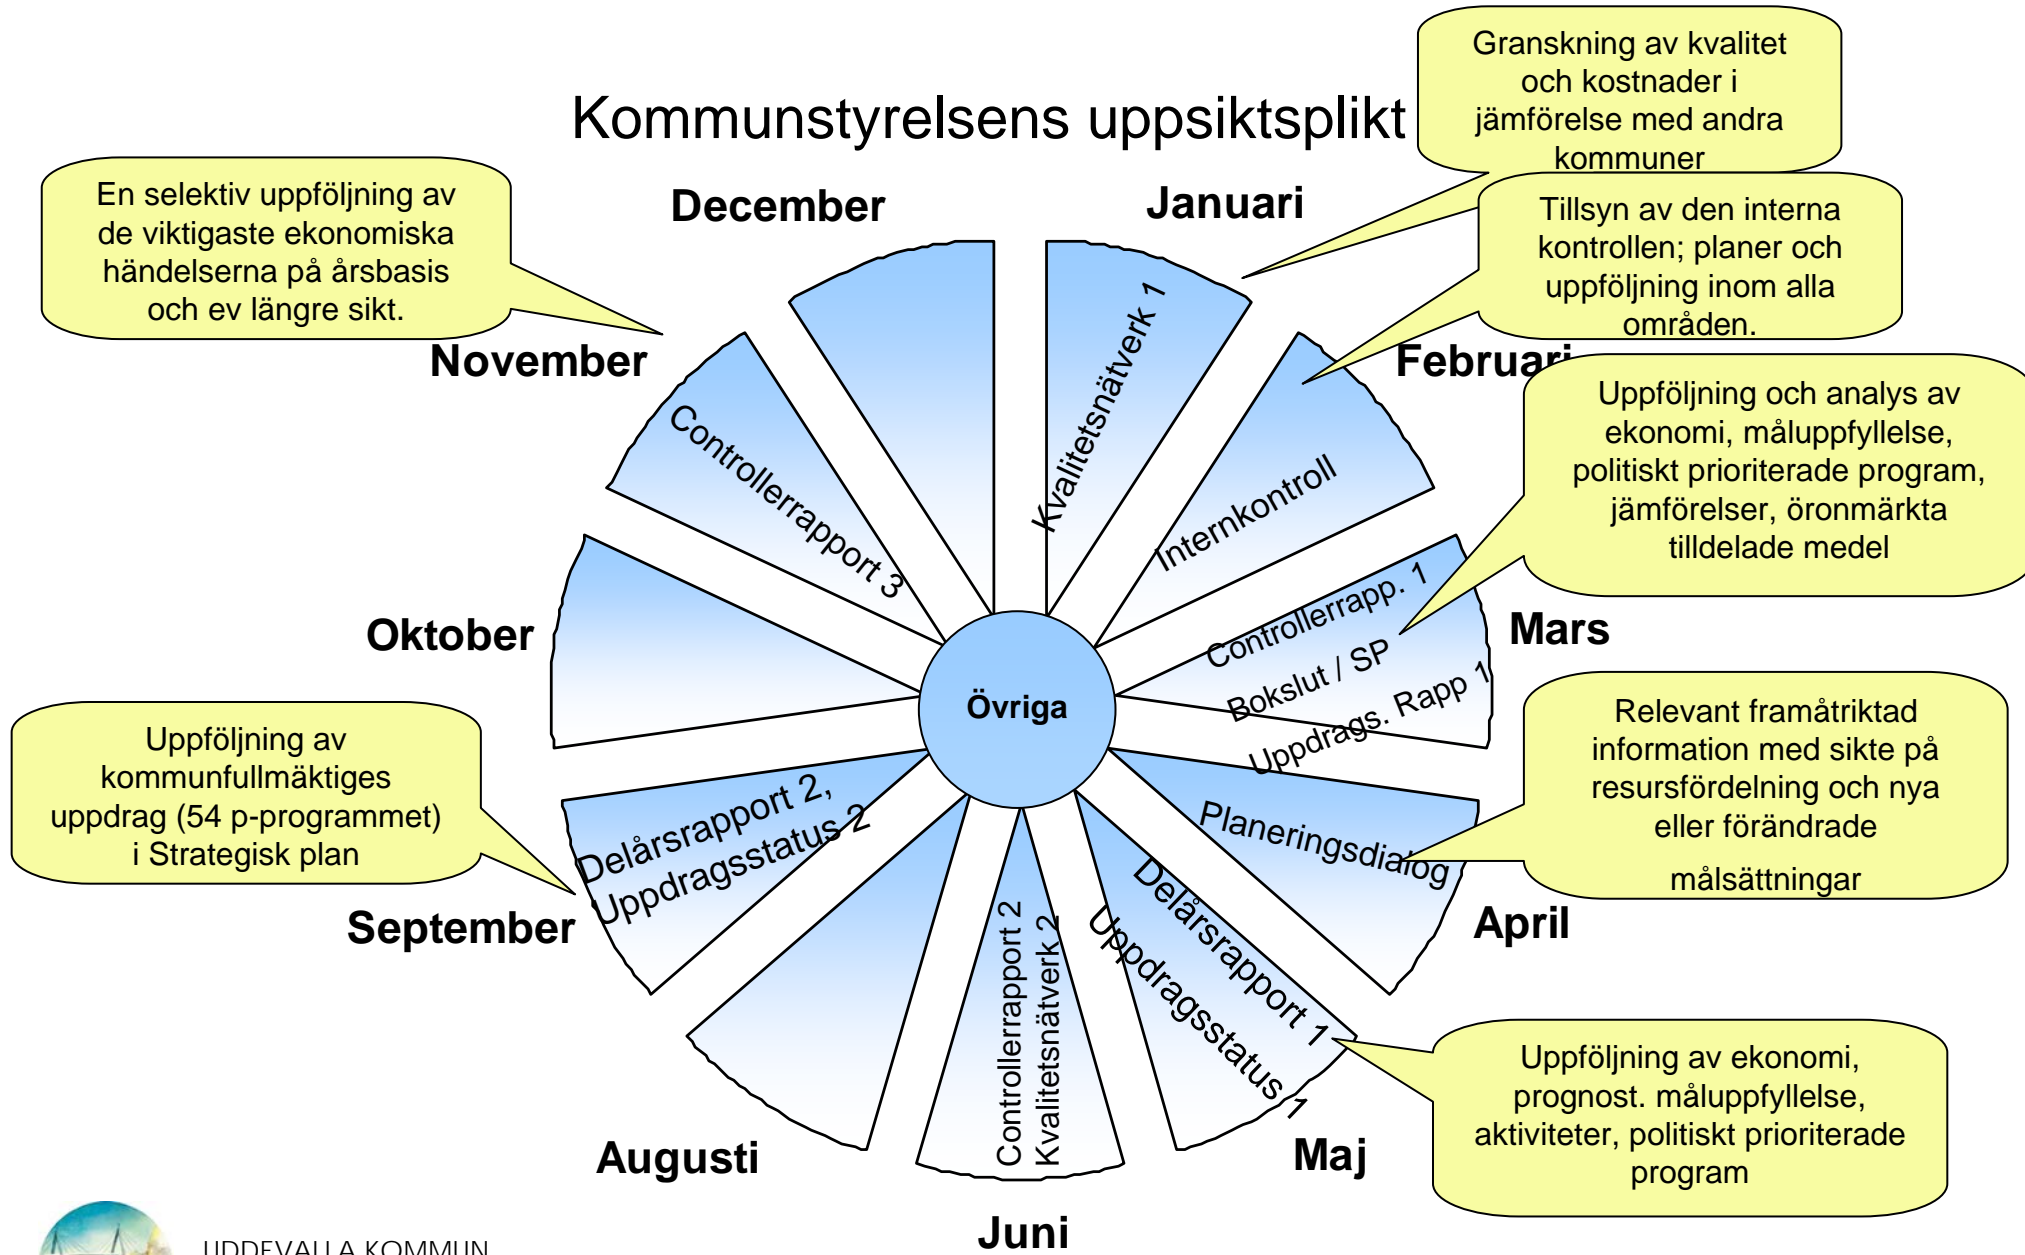 Kommunstyrelsens uppsiktsplikt
Granskning av kvalitet
och kostnader i
jämförelse med andra
kommuner
Tillsyn av den interna
kontrollen; planer och
uppföljning inom alla
områden.
En selektiv uppföljning av
de viktigaste ekonomiska
händelserna på årsbasis
och ev längre sikt.
December
Januari
November
Februari
Uppföljning och analys av
ekonomi, måluppfyllelse,
politiskt prioriterade program,
jämförelser, öronmärkta
tilldelade medel
Kvalitetsnätverk 1
Internkontroll
Controllerrapport 3
Controllerrapp. 1
Bokslut / SP
Uppdrags. Rapp 1
Mars
Oktober
Övriga
Relevant framåtriktad
information med sikte på
resursfördelning och nya
eller förändrade
målsättningar
Uppföljning av
kommunfullmäktiges
uppdrag (54 p-programmet)
i Strategisk plan
Delårsrapport 2,
Uppdragsstatus 2
Planeringsdialog
September
April
Delårsrapport 1
Uppdragsstatus 1
Controllerrapport 2
Kvalitetsnätverk 2
Uppföljning av ekonomi,
prognost. måluppfyllelse,
aktiviteter, politiskt prioriterade
program
Augusti
Maj
Juni
UDDEVALLA KOMMUN